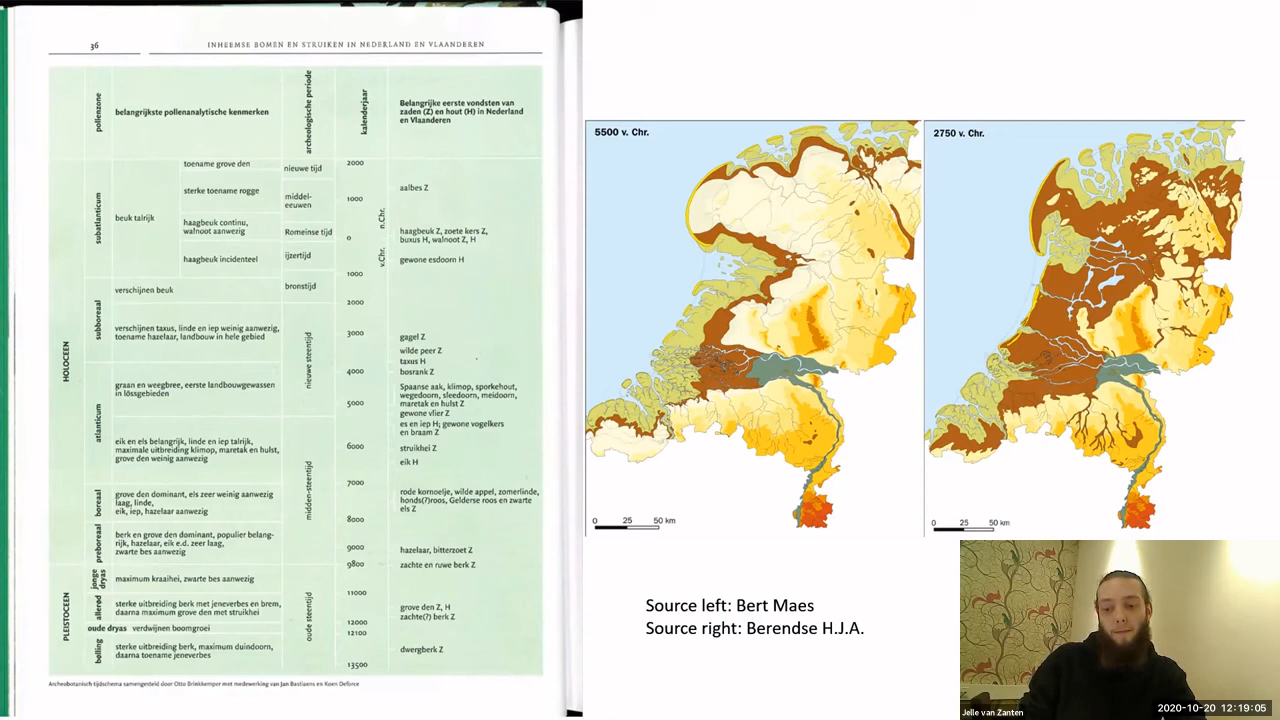 36
INHEEMSE BOMEN EN STRUIKEN IN NEDERLAND EN VLAANDEREN
pollenzone
belangrijkste pollenanalytische kenmerken
archeologische periode
kalenderjaar
Belangrijke eerste vondsten van
zaden (Z) en hout (H) in Nederland
en Vlaanderen
HOLOCEEN
subatlanticum
beuk talrijk
toename grove den
sterke toename rogge
haagbeuk continu,
walnoot aanwezig
haagbeuk incidenteel
nieuwe tijd
middel-
eeuwen
Romeinse tijd
ijzertijd
2000
1000
n.Chr.
0
v.Chr.
1000
aalbes Z
haagbeuk Z, zoete kers Z,
buxus H, walnoot Z, H
gewone esdoorn H
subboreaal
verschijnen beuk
bronstijd
2000
verschijnen taxus, linde en iep weinig aanwezig,
toename hazelaar, landbouw in hele gebied
nieuwe steentijd
3000
gagel Z
wilde peer Z
taxus H
4000
bosrank Z
atlanticum
graan en weegbree, eerste landbouwgewassen
in lössgebieden
5000
Spaanse aak, klimop, sporkehout,
wegedoorn, sleedoorn, meidoorn,
maretak en hulst Z
gewone vlier Z
es en iep H; gewone vogelkers
en braam Z
eik en els belangrijk, linde en iep talrijk,
maximale uitbreiding klimop, maretak en hulst,
grove den weinig aanwezig
midden-steentijd
6000
struikhei Z
eik H
7000
boreaal
grove den dominant, els zeer weinig aanwezig
laag, linde,
eik, iep, hazelaar aanwezig
8000
rode kornoelje, wilde appel, zomerlinde,
honds(?)roos, Gelderse roos en zwarte
els Z
preboreaal
berk en grove den dominant, populier belang-
rijk, hazelaar, eik e.d. zeer laag,
zwarte bes aanwezig
9000
hazelaar, bitterzoet Z
9800
zachte en ruwe berk Z
PLEISTOCEEN
jonge
dryas
maximum kraaihei, zwarte bes aanwezig
oude steentijd
11000
allerød
sterke uitbreiding berk met jeneverbes en brem,
daarna maximum grove den met struikhei
grove den Z, H
zachte(?) berk Z
12000
oude dryas
verdwijnen boomgroei
12100
bølling
sterke uitbreiding berk, maximum duindoorn,
daarna toename jeneverbes
dwergberk Z
13500
Archeobotanisch tijdschema samengesteld door Otto Brinkkemper met medewerking van Jan Bastiaens en Koen Deforce
5500 v. Chr.
0 25 50 km
2750 v. Chr.
0 25 50 km
Source left: Bert Maes
Source right: Berendse H.J.A.
Jelle van Zanten
2020-10-20 12:19:05